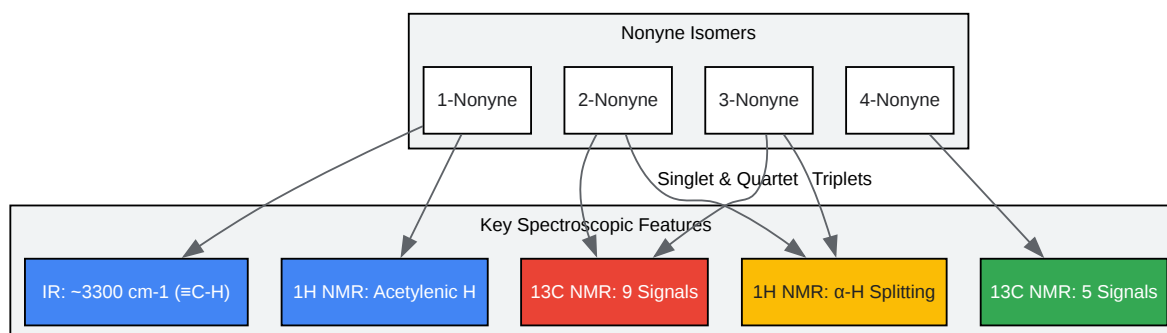 Nonyne Isomers
1-Nonyne
2-Nonyne
3-Nonyne
4-Nonyne
Singlet & Quartet
Triplets
Key Spectroscopic Features
IR: ~3300 cm-1 (≡C-H)
1H NMR: Acetylenic H
13C NMR: 9 Signals
1H NMR: α-H Splitting
13C NMR: 5 Signals